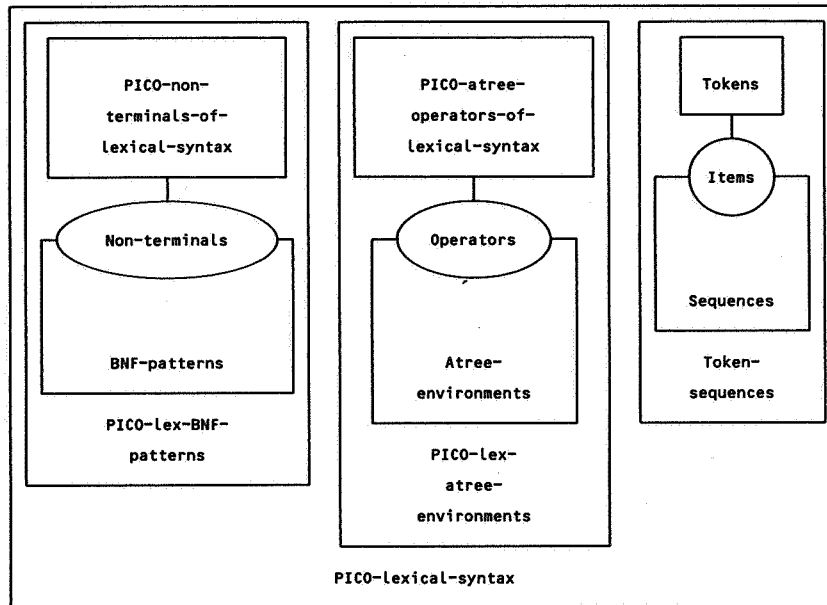 PICO-non-
terminals-of-
lexical-syntax
Non-terminals
BNF-patterns
PICO-lex-BNF-
patterns
PICO-atree-
operators-of-
lexical-syntax
Operators
Atree-
environments
PICO-lex-
atree-
environments
Tokens
Items
Sequences
Token-
sequences
PICO-lexical-syntax